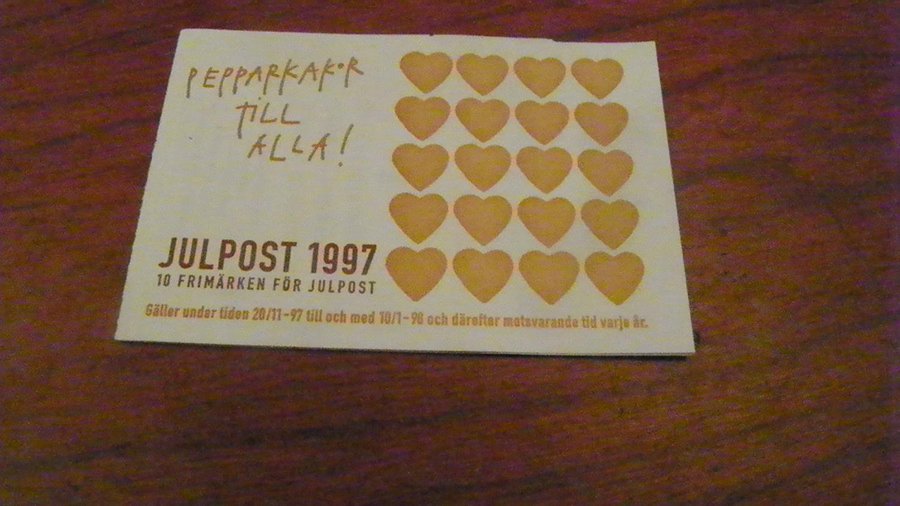 PEPPARKAKOR
TILL
ALLA!
JULPOST 1997
10 FRIMÄRKEN FÖR JULPOST
Gäller under tiden 20/11-97 till och med 10/1-98 och därefter motsvarande tid varje år.